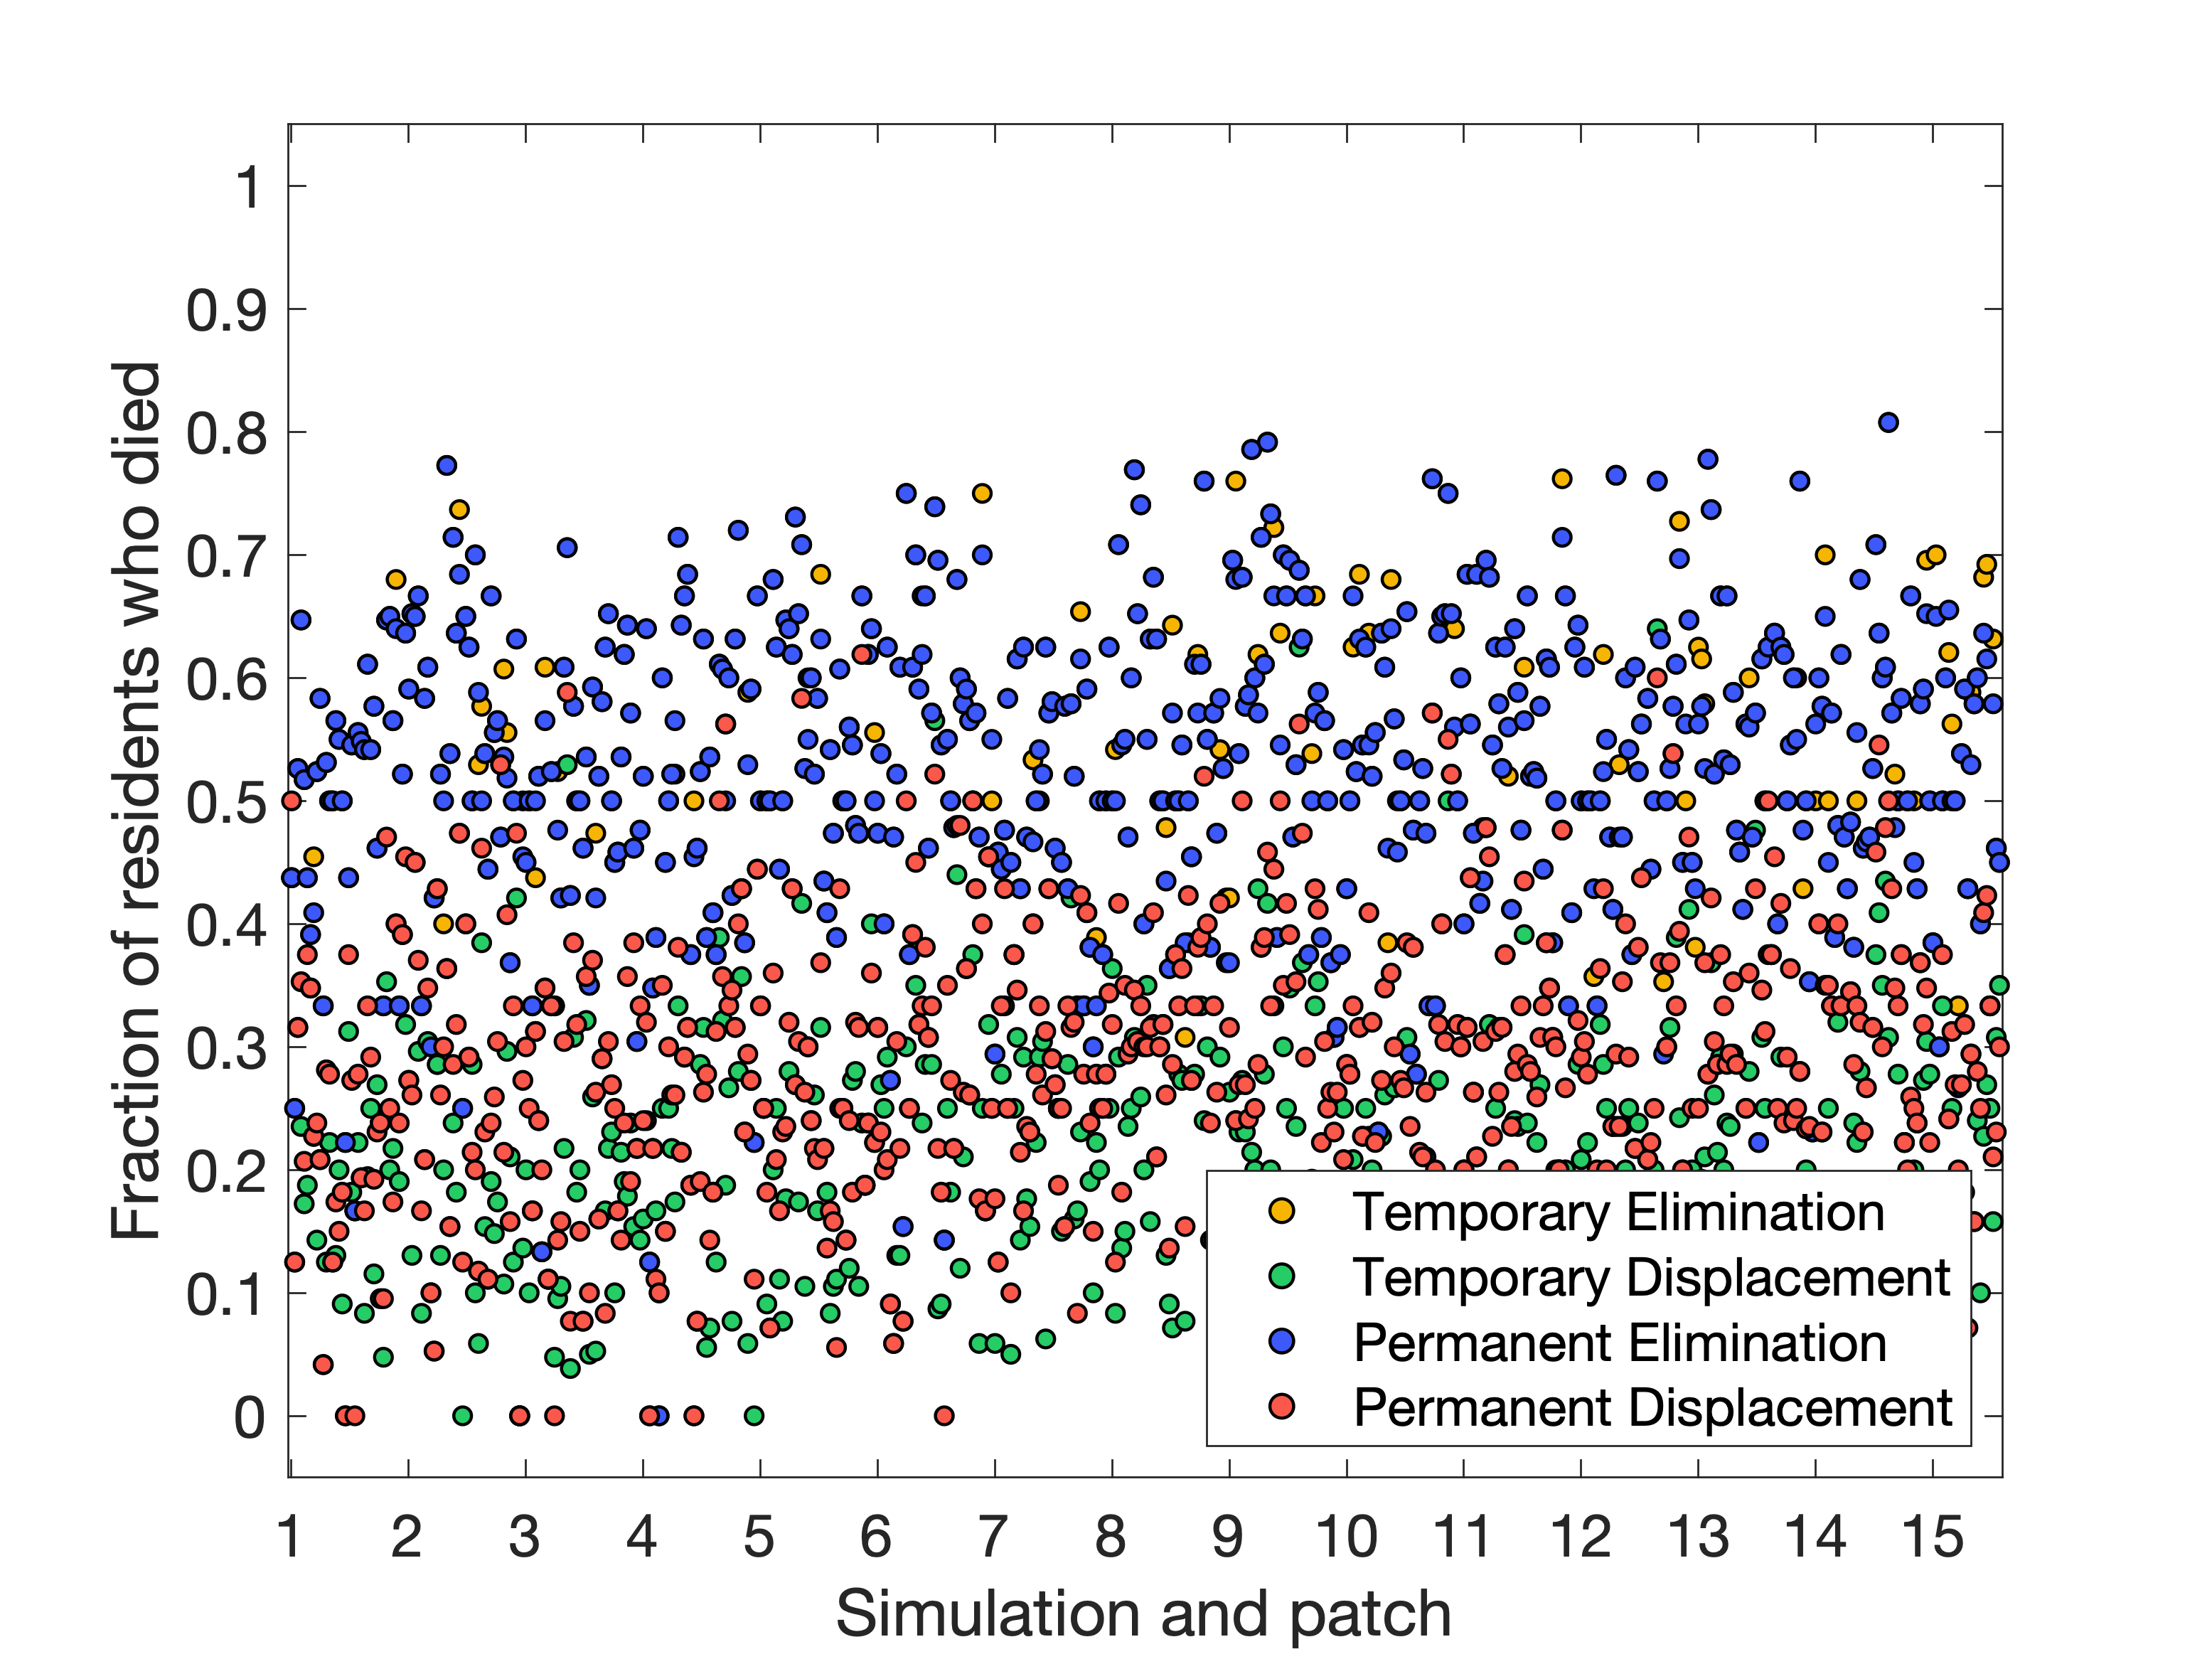 Fraction of residents who died
1
0.9
0.8
0.7
0.6
0.5
0.4
0.3
0.2
0.1
0
Temporary Elimination
Temporary Displacement
Permanent Elimination
Permanent Displacement
1 2 3 4 5 6 7 8 9 10 11 12 13 14 15
Simulation and patch